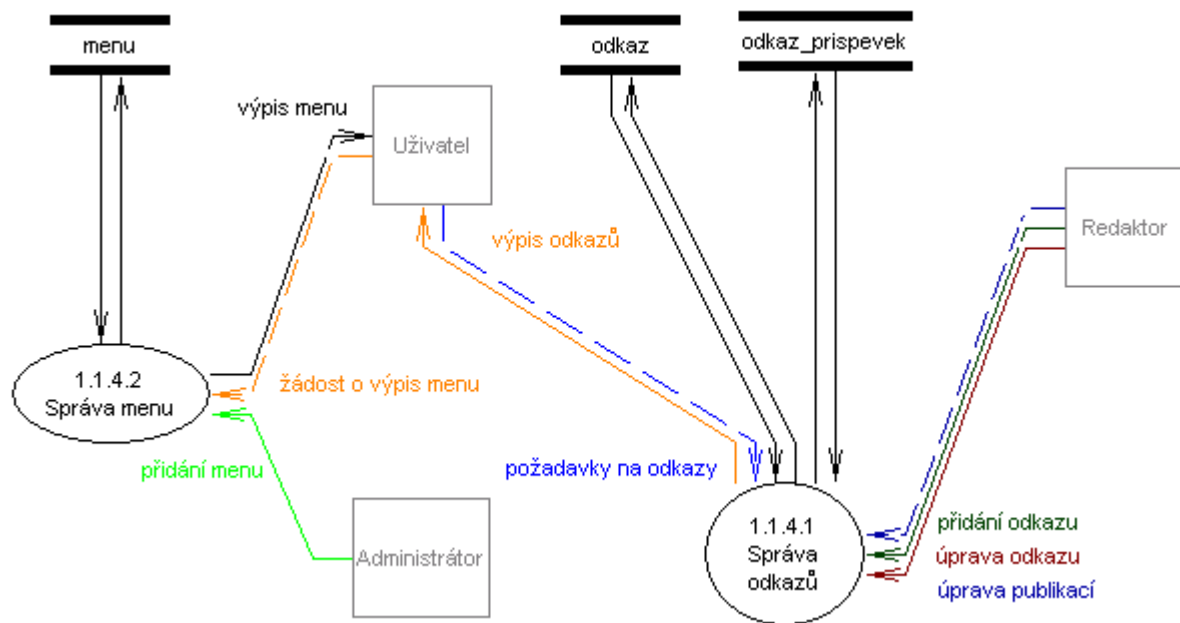 menu
odkaz
odkaz_prispevek
výpis menu
Uživatel
Redaktor
výpis odkazů
1.1.4.2
Správa menu
žádost o výpis menu
přidání menu
požadavky na odkazy
Administrátor
1.1.4.1
Správa
odkazů
přidání odkazu
úprava odkazu
úprava publikací